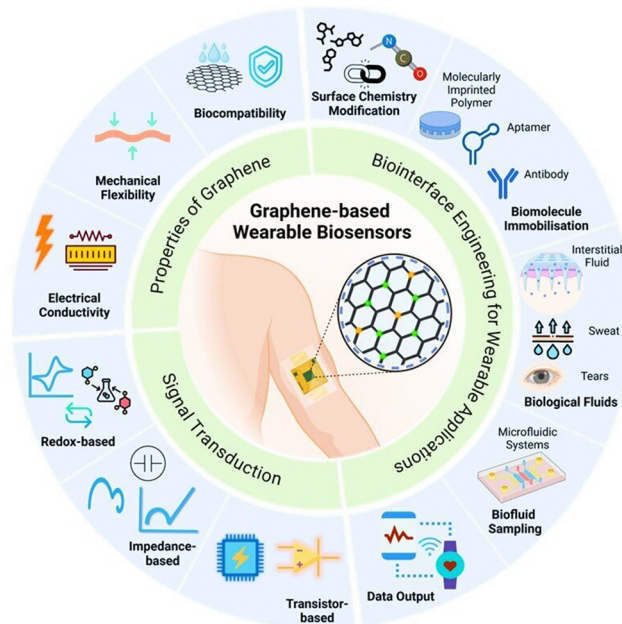 Graphene-based
Wearable Biosensors
Properties of Graphene
Biocompatibility
Mechanical
Flexibility
Electrical
Conductivity
Signal Transduction
Redox-based
Impedance-
based
Transistor-
based
Biointerface Engineering for Wearable Applications
N
C
O
Surface Chemistry
Modification
Molecularly
Imprinted
Polymer
Aptamer
Antibody
Biomolecule
Immobilisation
Interstitial
Fluid
Sweat
Tears
Biological Fluids
Microfluidic
Systems
Biofluid
Sampling
Data Output